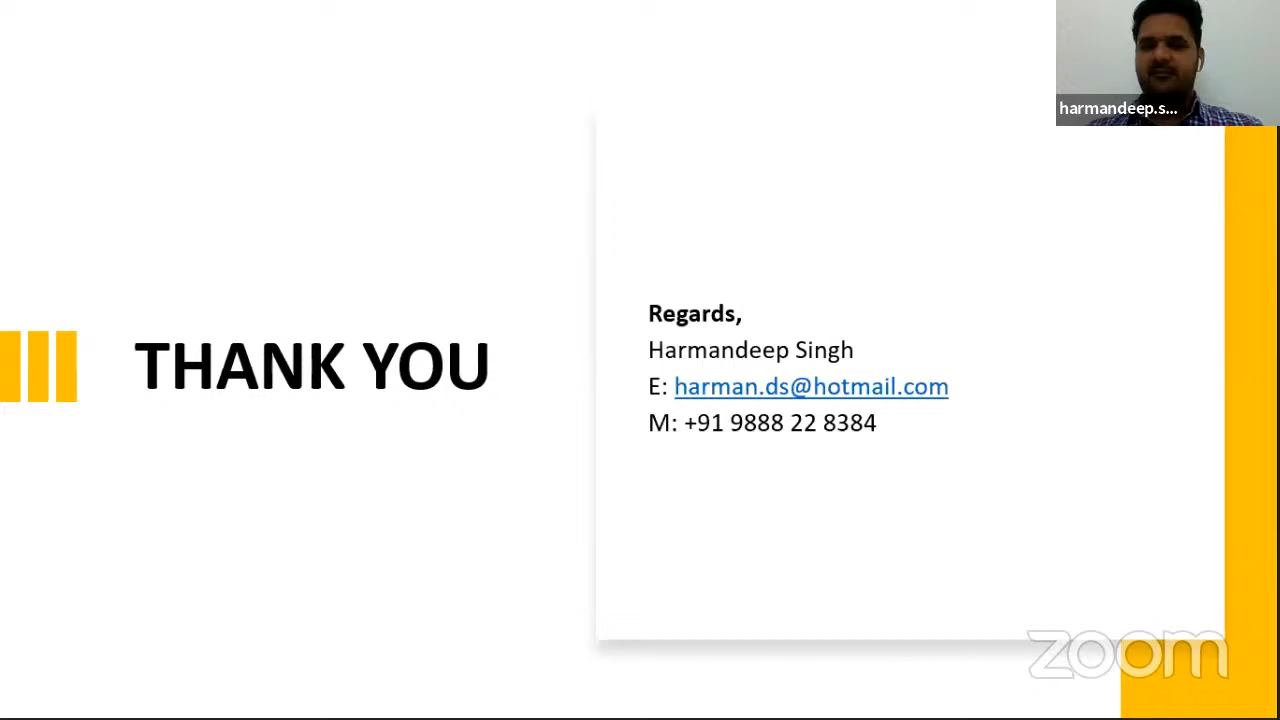 harmandeep.s...
THANK YOU
Regards,
Harmandeep Singh
E: harman.ds@hotmail.com
M: +91 9888 22 8384
zoom